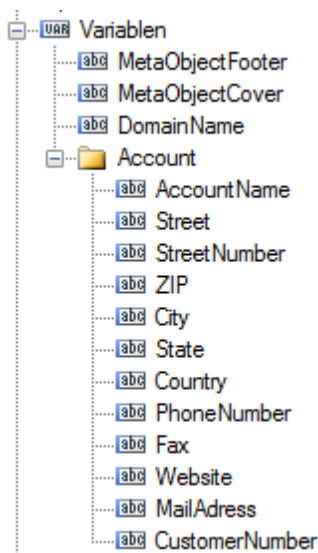 Variablen
MetaObjectFooter
MetaObjectCover
DomainName
Account
AccountName
Street
StreetNumber
ZIP
City
State
Country
PhoneNumber
Fax
Website
MailAdress
CustomerNumber